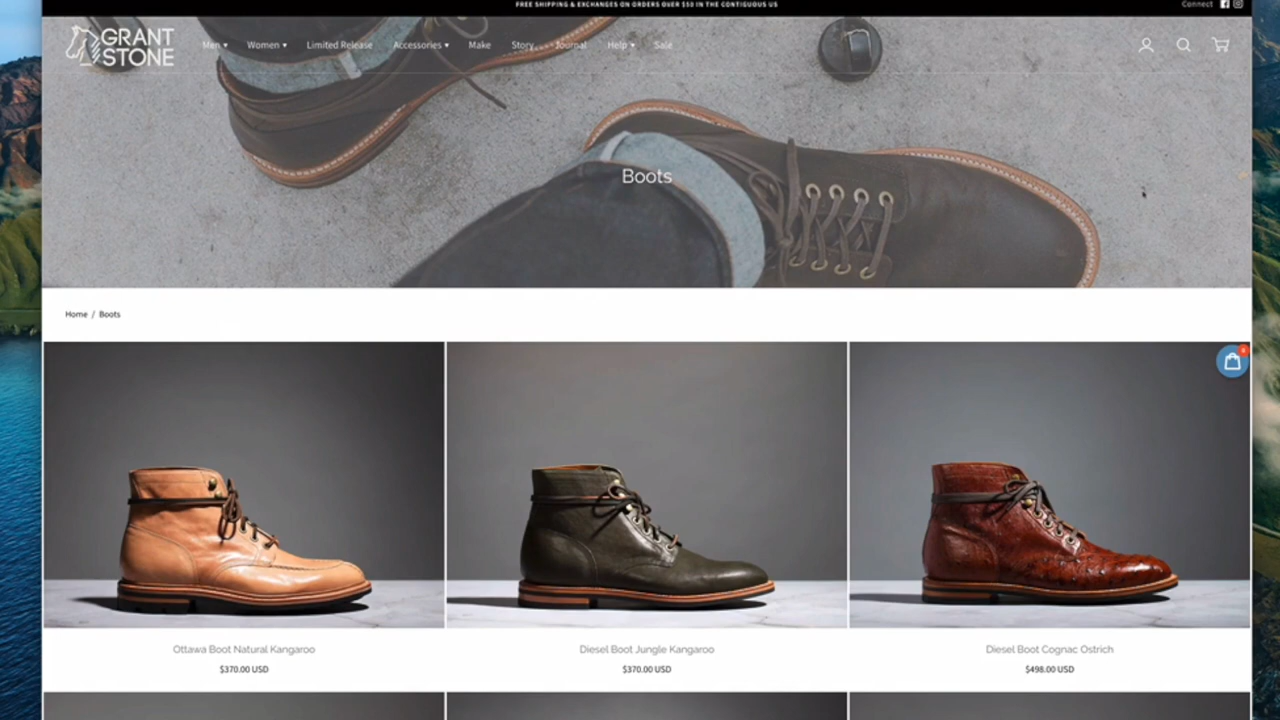 FREE SHIPPING & EXCHANGES ON ORDERS OVER $50 IN THE CONTIGUOUS US
Connect
GRANT
STONE
Men ▾ Women ▾ Limited Release Accessories ▾ Make Story Journal Help ▾ Sale
Boots
Home / Boots
Ottawa Boot Natural Kangaroo
$370.00 USD
Diesel Boot Jungle Kangaroo
$370.00 USD
Diesel Boot Cognac Ostrich
$498.00 USD